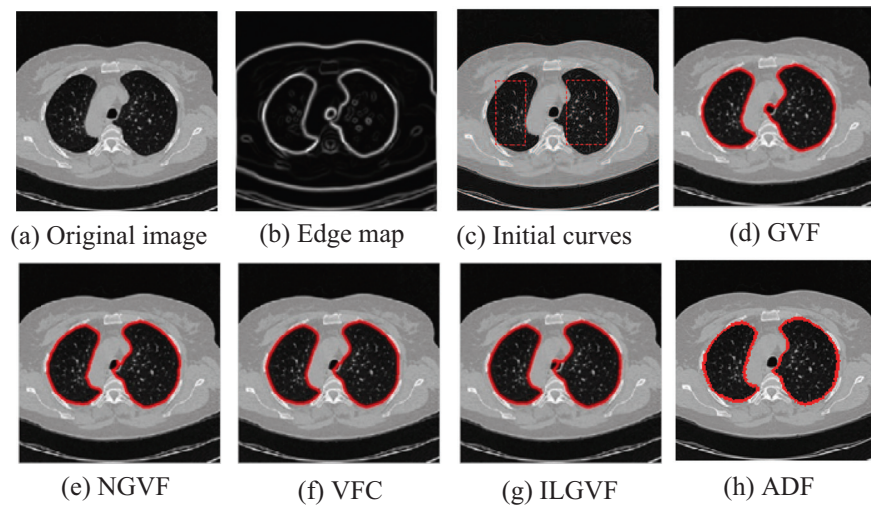 (a) Original image
(b) Edge map
(c) Initial curves
(d) GVF
(e) NGVF
(f) VFC
(g) ILGVF
(h) ADF